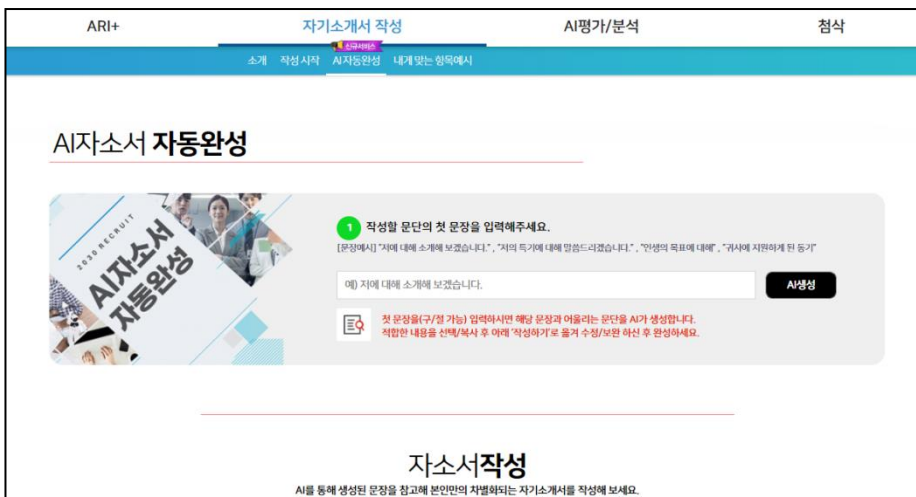 ARI+ 자기소개서 작성 AI평가/분석 첨삭
신규서비스
소개 작성 시작 AI 자동완성 내게 맞는 항목예시
AI자소서 자동완성
2030 RECRUIT
AI자소서
자동완성
1 작성할 문단의 첫 문장을 입력해주세요.
[문장예시] "저에 대해 소개해 보겠습니다." , "저의 특기에 대해 말씀드리겠습니다." , "인생의 목표에 대해" , "귀사에 지원하게 된 동기"
예) 저에 대해 소개해 보겠습니다. AI생성
첫 문장을(구/절 가능) 입력하시면 해당 문장과 어울리는 문단을 AI가 생성합니다.
적합한 내용을 선택/복사 후 아래 '작성하기'로 옮겨 수정/보완 하신 후 완성하세요.
자소서작성
AI를 통해 생성된 문장을 참고해 본인만의 차별화되는 자기소개서를 작성해 보세요.